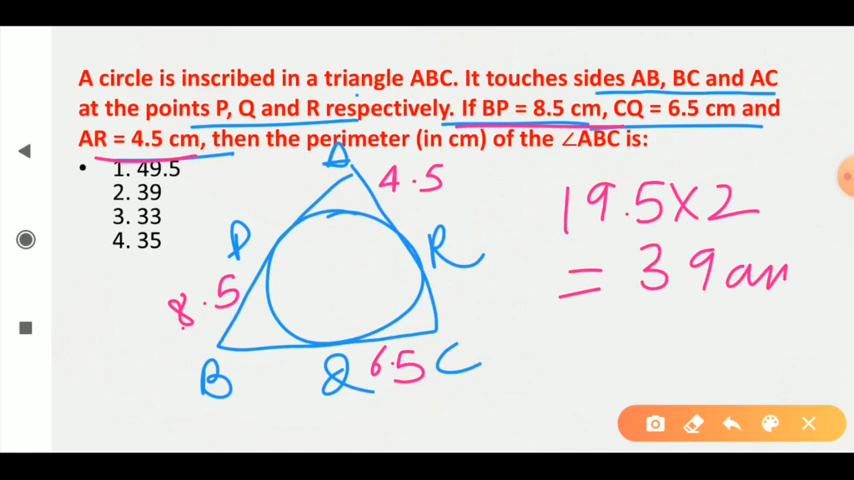 A circle is inscribed in a triangle ABC. It touches sides AB, BC and AC
at the points P, Q and R respectively. If BP = 8.5 cm, CQ = 6.5 cm and
AR = 4.5 cm, then the perimeter (in cm) of the ∠ABC is:
• 1. 49.5
2. 39
3. 33
4. 35
A
4.5
P
R
8.5
B
Q
6.5
C
19.5X2
= 39am